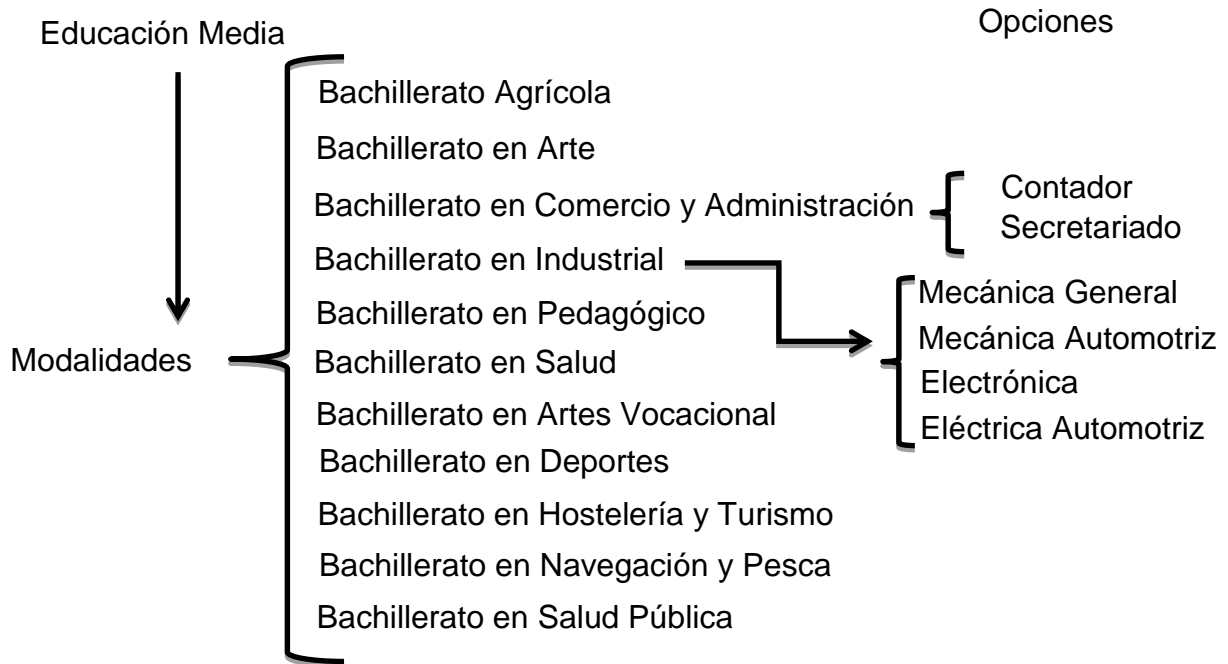 Educación Media
Opciones
Bachillerato Agrícola
Bachillerato en Arte
Bachillerato en Comercio y Administración
Contador
Secretariado
Bachillerato en Industrial
Mecánica General
Mecánica Automotriz
Electrónica
Eléctrica Automotriz
Bachillerato en Pedagógico
Modalidades
Bachillerato en Salud
Bachillerato en Artes Vocacional
Bachillerato en Deportes
Bachillerato en Hostelería y Turismo
Bachillerato en Navegación y Pesca
Bachillerato en Salud Pública